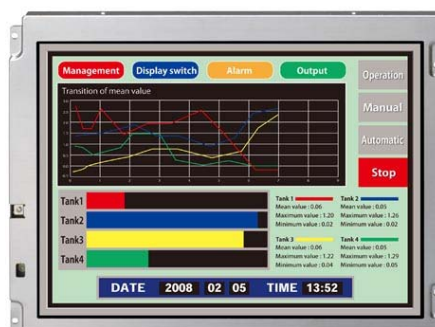 Management Display switch Alarm Output
Operation
Manual
Automatic
Stop
Transition of mean value
Tank1
Tank2
Tank3
Tank4
Tank 1 Tank 2
Mean value : 0.06 Mean value : 0.05
Maximum value : 1.20 Maximum value : 1.26
Minimum value : 0.02 Minimum value : 0.02
Tank 3 Tank 4
Mean value : 0.06 Mean value : 0.05
Maximum value : 1.22 Maximum value : 1.29
Minimum value : 0.04 Minimum value : 0.05
DATE 2008 02 05 TIME 13:52